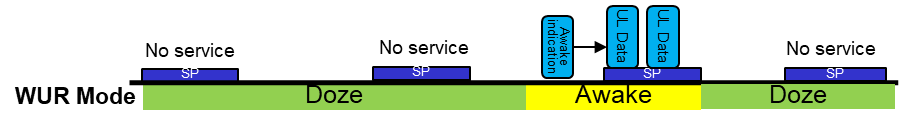 Awake
indication
UL Data
UL Data
No service
No service
No service
SP
SP
SP
SP
WUR Mode
Doze
Awake
Doze